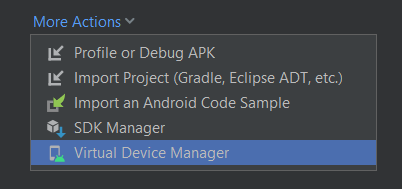 More Actions
Profile or Debug APK
Import Project (Gradle, Eclipse ADT, etc.)
Import an Android Code Sample
SDK Manager
Virtual Device Manager